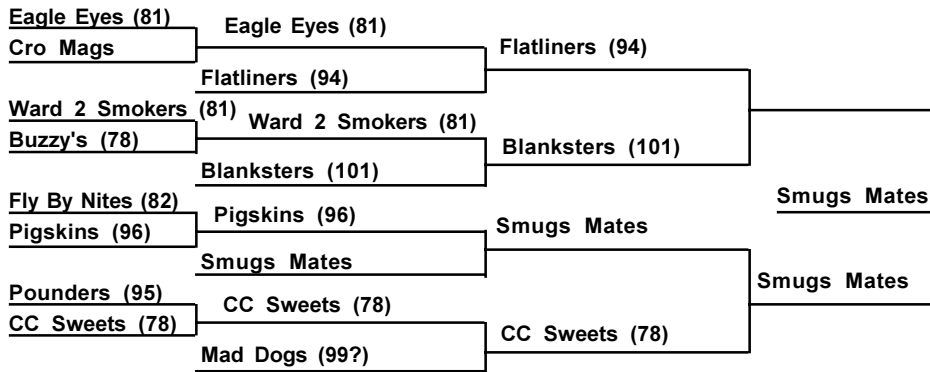 Eagle Eyes (81)
Cro Mags
Eagle Eyes (81)
Flatliners (94)
Flatliners (94)
Ward 2 Smokers (81)
Buzzy's (78)
Ward 2 Smokers (81)
Blanksters (101)
Blanksters (101)
Fly By Nites (82)
Pigskins (96)
Pigskins (96)
Smugs Mates
Smugs Mates
Pounders (95)
CC Sweets (78)
CC Sweets (78)
Mad Dogs (99?)
CC Sweets (78)
Smugs Mates
Smugs Mates